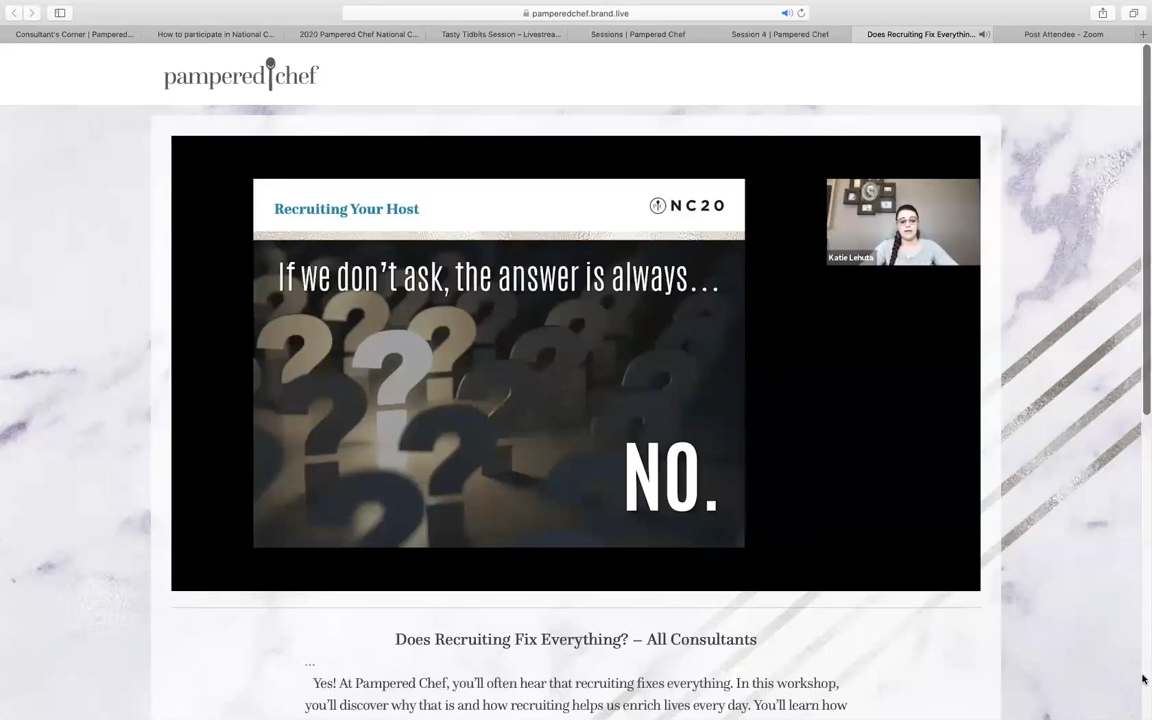 pamperedchef.brand.live
Consultant's Corner | Pampered...
How to participate in National C...
2020 Pampered Chef National C...
Tasty Tidbits Session – Livestrea...
Sessions | Pampered Chef
Session 4 | Pampered Chef
Does Recruiting Fix Everythin...
Post Attendee - Zoom
pampered chef
Recruiting Your Host
NC20
If we don't ask, the answer is always...
NO.
Katie Lehuta
Does Recruiting Fix Everything? – All Consultants
...
Yes! At Pampered Chef, you'll often hear that recruiting fixes everything. In this workshop,
you'll discover why that is and how recruiting helps us enrich lives every day. You'll learn how